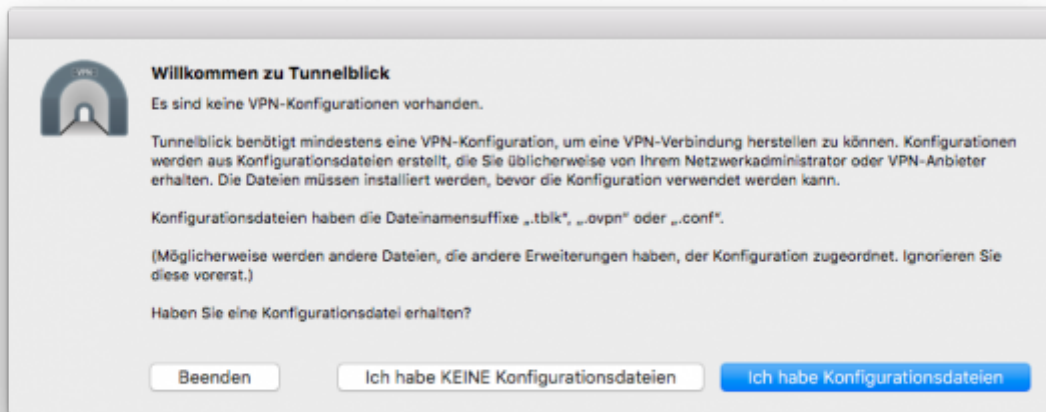 VPN
Willkommen zu Tunnelblick
Es sind keine VPN-Konfigurationen vorhanden.
Tunnelblick benötigt mindestens eine VPN-Konfiguration, um eine VPN-Verbindung herstellen zu können. Konfigurationen
werden aus Konfigurationsdateien erstellt, die Sie üblicherweise von Ihrem Netzwerkadministrator oder VPN-Anbieter
erhalten. Die Dateien müssen installiert werden, bevor die Konfiguration verwendet werden kann.
Konfigurationsdateien haben die Dateinamensuffixe „.tblk“, „.ovpn“ oder „.conf“.
(Möglicherweise werden andere Dateien, die andere Erweiterungen haben, der Konfiguration zugeordnet. Ignorieren Sie
diese vorerst.)
Haben Sie eine Konfigurationsdatei erhalten?
Beenden
Ich habe KEINE Konfigurationsdateien
Ich habe Konfigurationsdateien